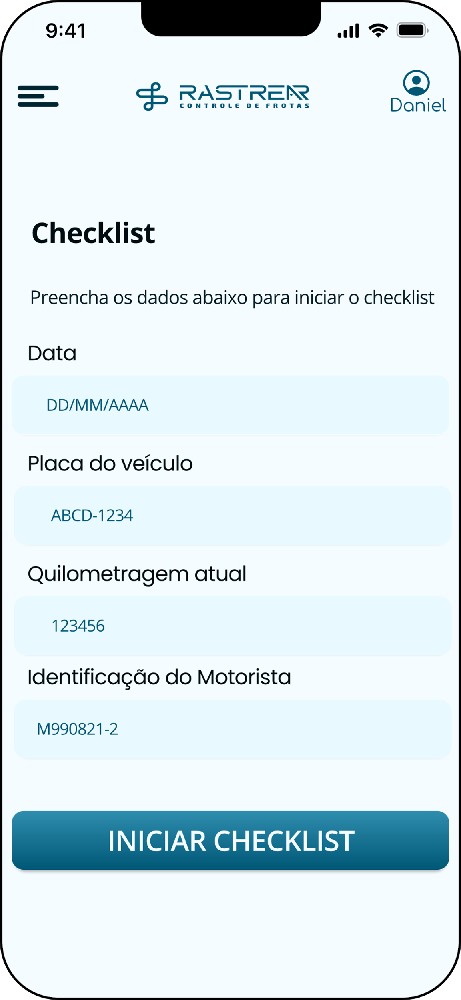 9:41
RASTREAR
CONTROLE DE FROTAS
Daniel
Checklist
Preencha os dados abaixo para iniciar o checklist
Data
DD/MM/AAAA
Placa do veículo
ABCD-1234
Quilometragem atual
123456
Identificação do Motorista
M990821-2
INICIAR CHECKLIST